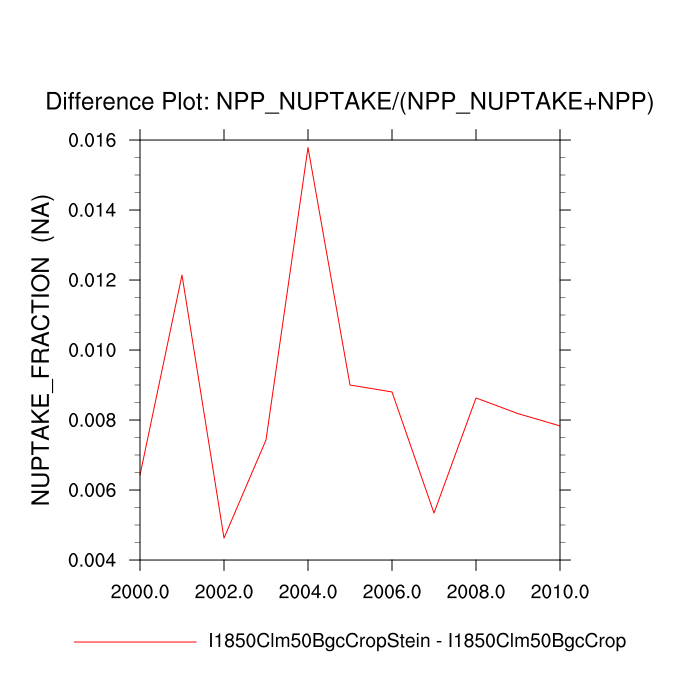 Difference Plot: NPP_NUPTAKE/(NPP_NUPTAKE+NPP)
NUPTAKE_FRACTION (NA)
0.016
0.014
0.012
0.010
0.008
0.006
0.004
2000.0 2002.0 2004.0 2006.0 2008.0 2010.0
I1850Clm50BgcCropStein - I1850Clm50BgcCrop